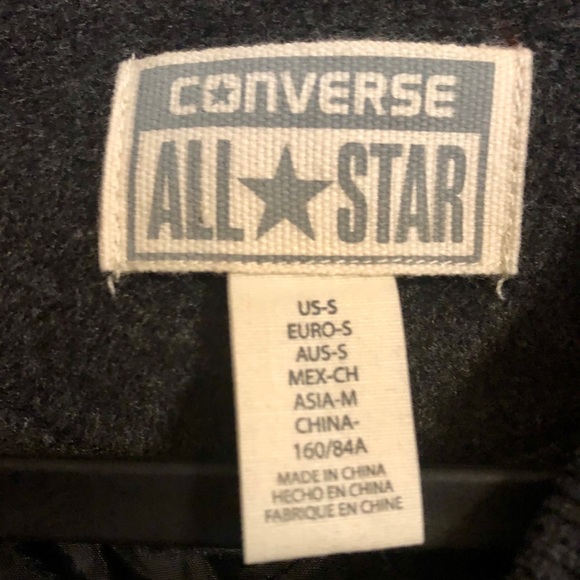 CONVERSE
ALL★STAR
US-S
EURO-S
AUS-S
MEX-CH
ASIA-M
CHINA-
160/84A
MADE IN CHINA
HECHO EN CHINA
FABRIQUE EN CHINE